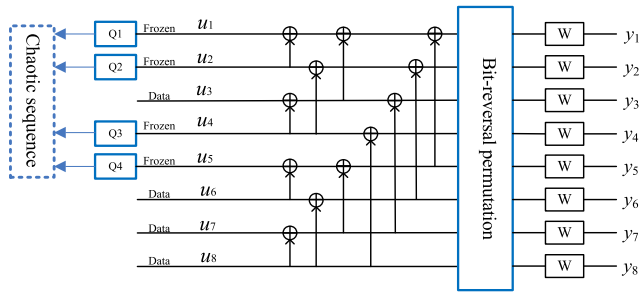 Q1 Frozen u1 W y1
Q2 Frozen u2 W y2
Data u3 W y3
Q3 Frozen u4 W y4
Q4 Frozen u5 W y5
Data u6 W y6
Data u7 W y7
Data u8 W y8
Chaotic sequence
Bit-reversal permutation